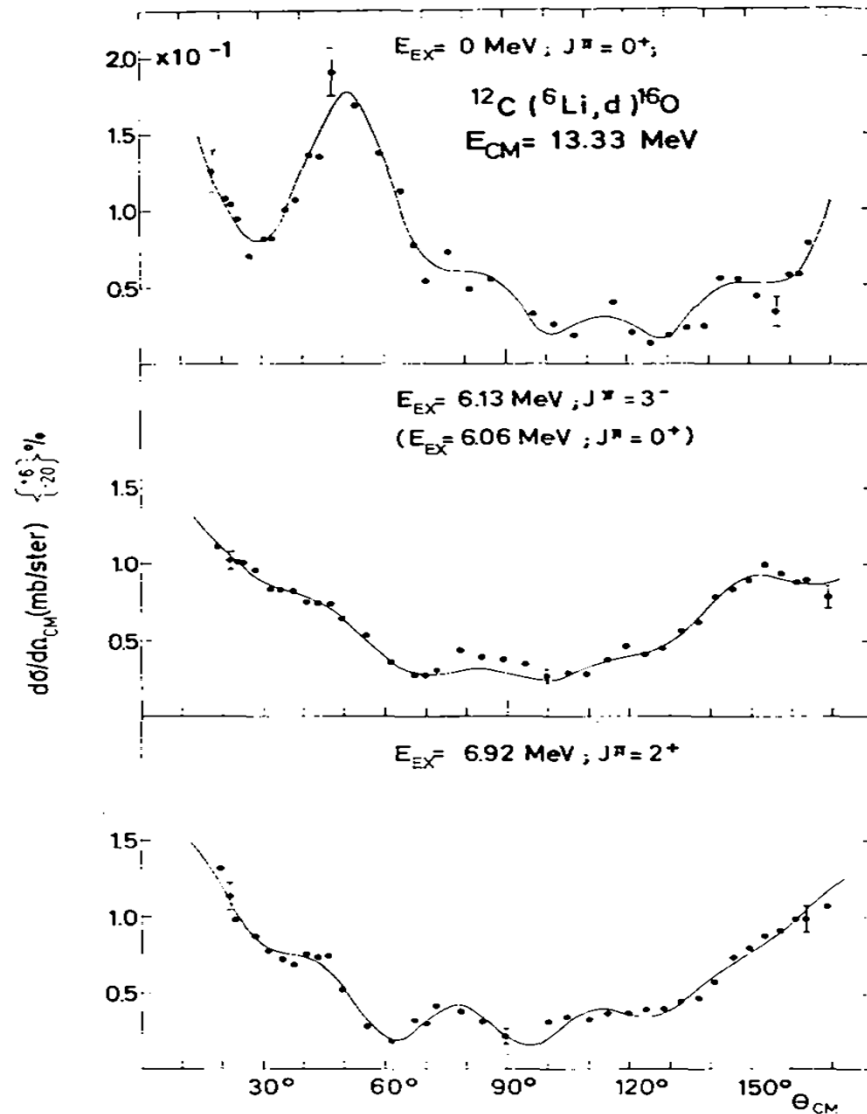 2.0 ×10 ⁻¹
E_EX= 0 MeV ; J^π= 0⁺;
¹²C (⁶Li,d)¹⁶O
E_CM= 13.33 MeV
1.5
1.0
0.5
E_EX= 6.13 MeV ; J^π= 3⁻
(E_EX= 6.06 MeV ; J^π= 0⁺)
dσ/dΩ_CM(mb/ster) {+6 -20}%
1.5
1.0
0.5
E_EX= 6.92 MeV ; J^π= 2⁺
1.5
1.0
0.5
30° 60° 90° 120° 150° θ_CM